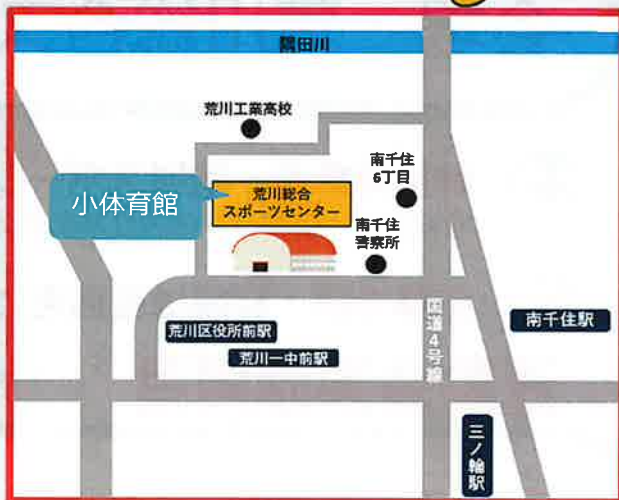 隅田川
荒川工業高校
南千住
6丁目
小体育館
荒川総合
スポーツセンター
南千住
警察所
国道4号線
荒川区役所前駅
荒川一中前駅
南千住駅
三ノ輪駅